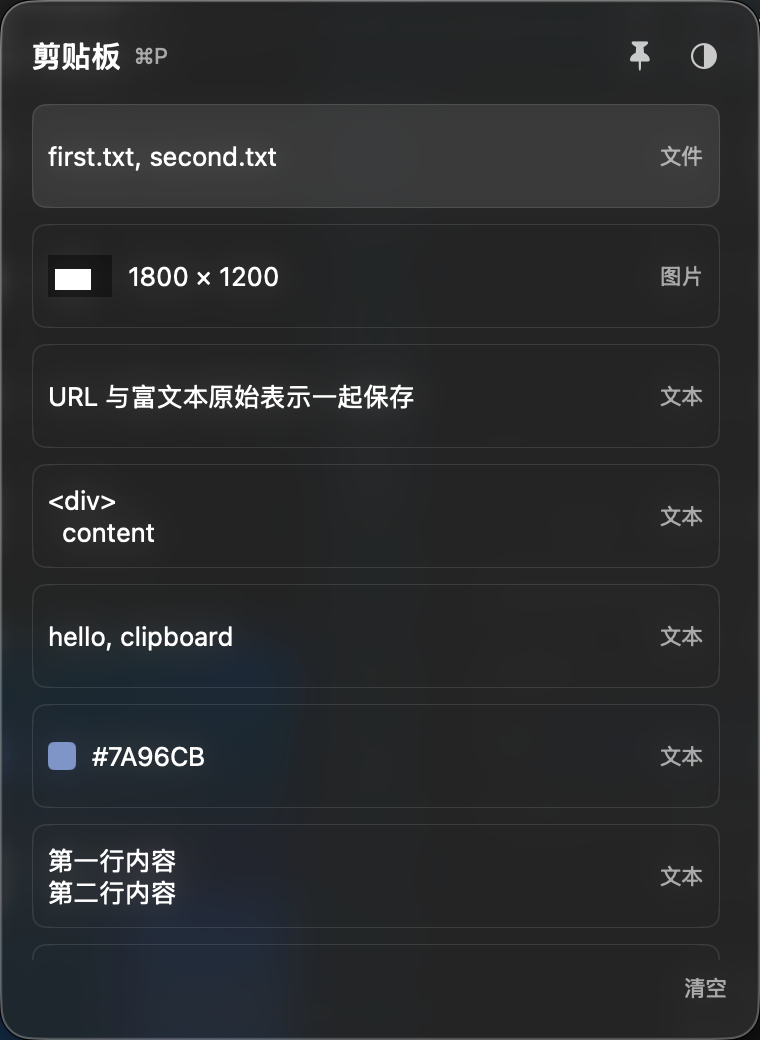 剪贴板 ⌘P
first.txt, second.txt 文件
1800 × 1200 图片
URL 与富文本原始表示一起保存 文本
<div>
  content
文本
hello, clipboard 文本
#7A96CB 文本
第一行内容
第二行内容
文本
清空